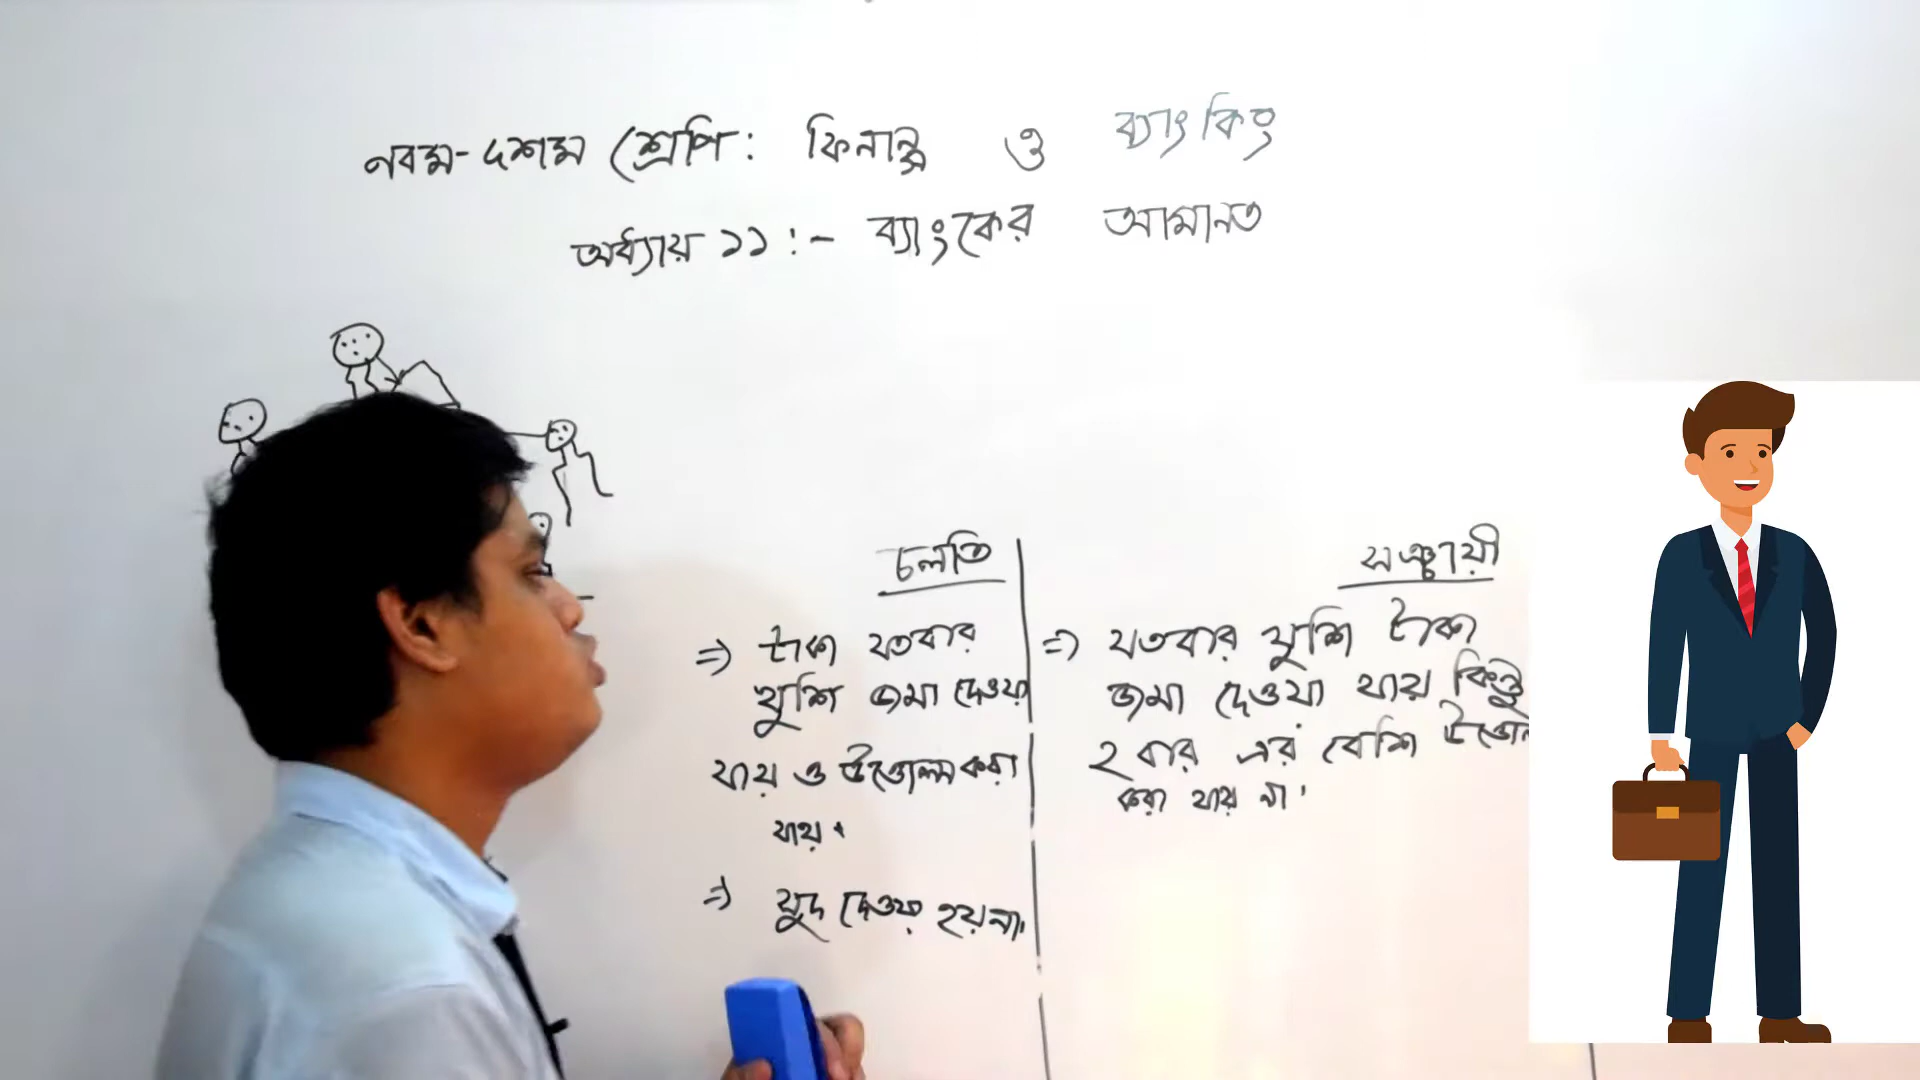 নবম-দশম শ্রেণি: ফিনান্স ও ব্যাংকিং
অধ্যায় ১১:- ব্যাংকের আমানত
চলতি
=> টাকা যতবার
খুশি জমা দেওয়া
যায় ও উত্তোলন করা
যায়।
=> সুদ দেওয়া হয়না।
সঞ্চয়ী
=> যতবার খুশি টাকা
জমা দেওয়া যায় কিন্তু
২ বার এর বেশি
করা যায় না।